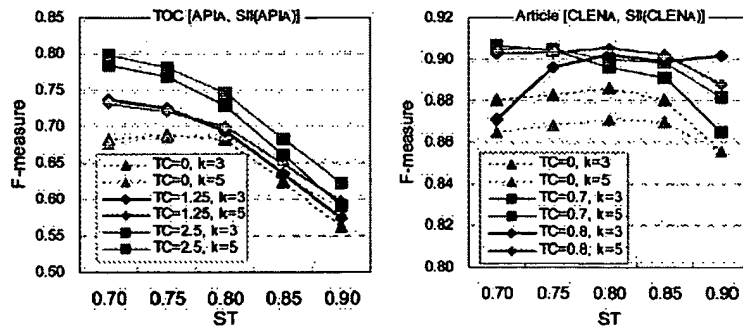 TOC [APIA, SII(APIA)]
0.85
0.80
0.75
0.70
0.65
0.60
0.55
0.50
F-measure
TC=0, k=3
TC=0, k=5
TC=1.25, k=3
TC=1.25, k=5
TC=2.5, k=3
TC=2.5, k=5
0.70 0.75 0.80 0.85 0.90
ST
Article [CLENA, SII(CLENA)]
0.92
0.90
0.88
0.86
0.84
0.82
0.80
F-measure
TC=0, k=3
TC=0, k=5
TC=0.7, k=3
TC=0.7, k=5
TC=0.8, k=3
TC=0.8, k=5
0.70 0.75 0.80 0.85 0.90
ST